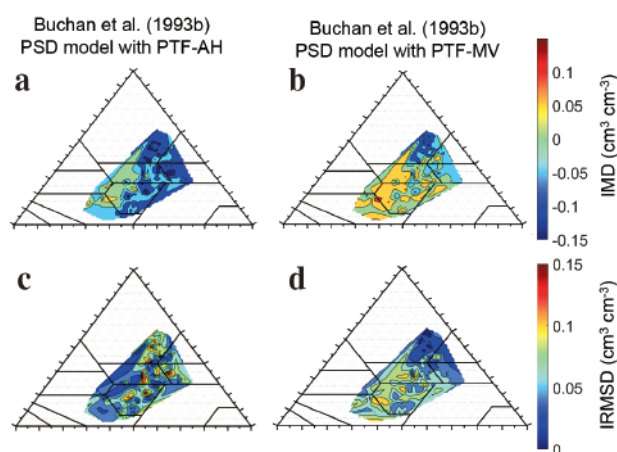 Buchan et al. (1993b)
PSD model with PTF-AH
Buchan et al. (1993b)
PSD model with PTF-MV
a
b
0.1
0.05
0
-0.05
-0.1
-0.15
IMD (cm³ cm⁻³)
c
d
0.15
0.1
0.05
0
IRMSD (cm³ cm⁻³)